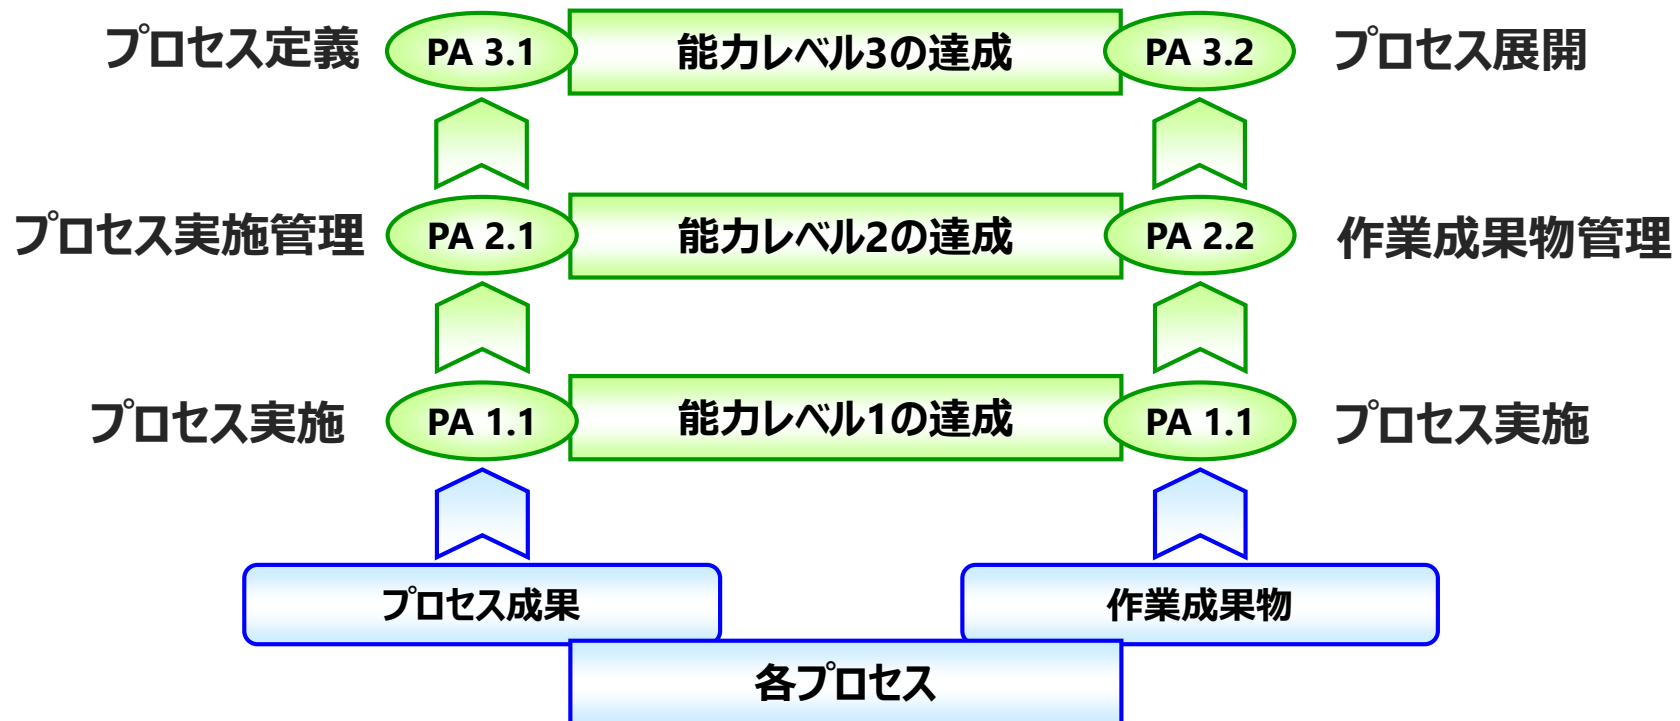 プロセス定義 PA 3.1 能力レベル3の達成 PA 3.2 プロセス展開
プロセス実施管理 PA 2.1 能力レベル2の達成 PA 2.2 作業成果物管理
プロセス実施 PA 1.1 能力レベル1の達成 PA 1.1 プロセス実施
プロセス成果 作業成果物
各プロセス